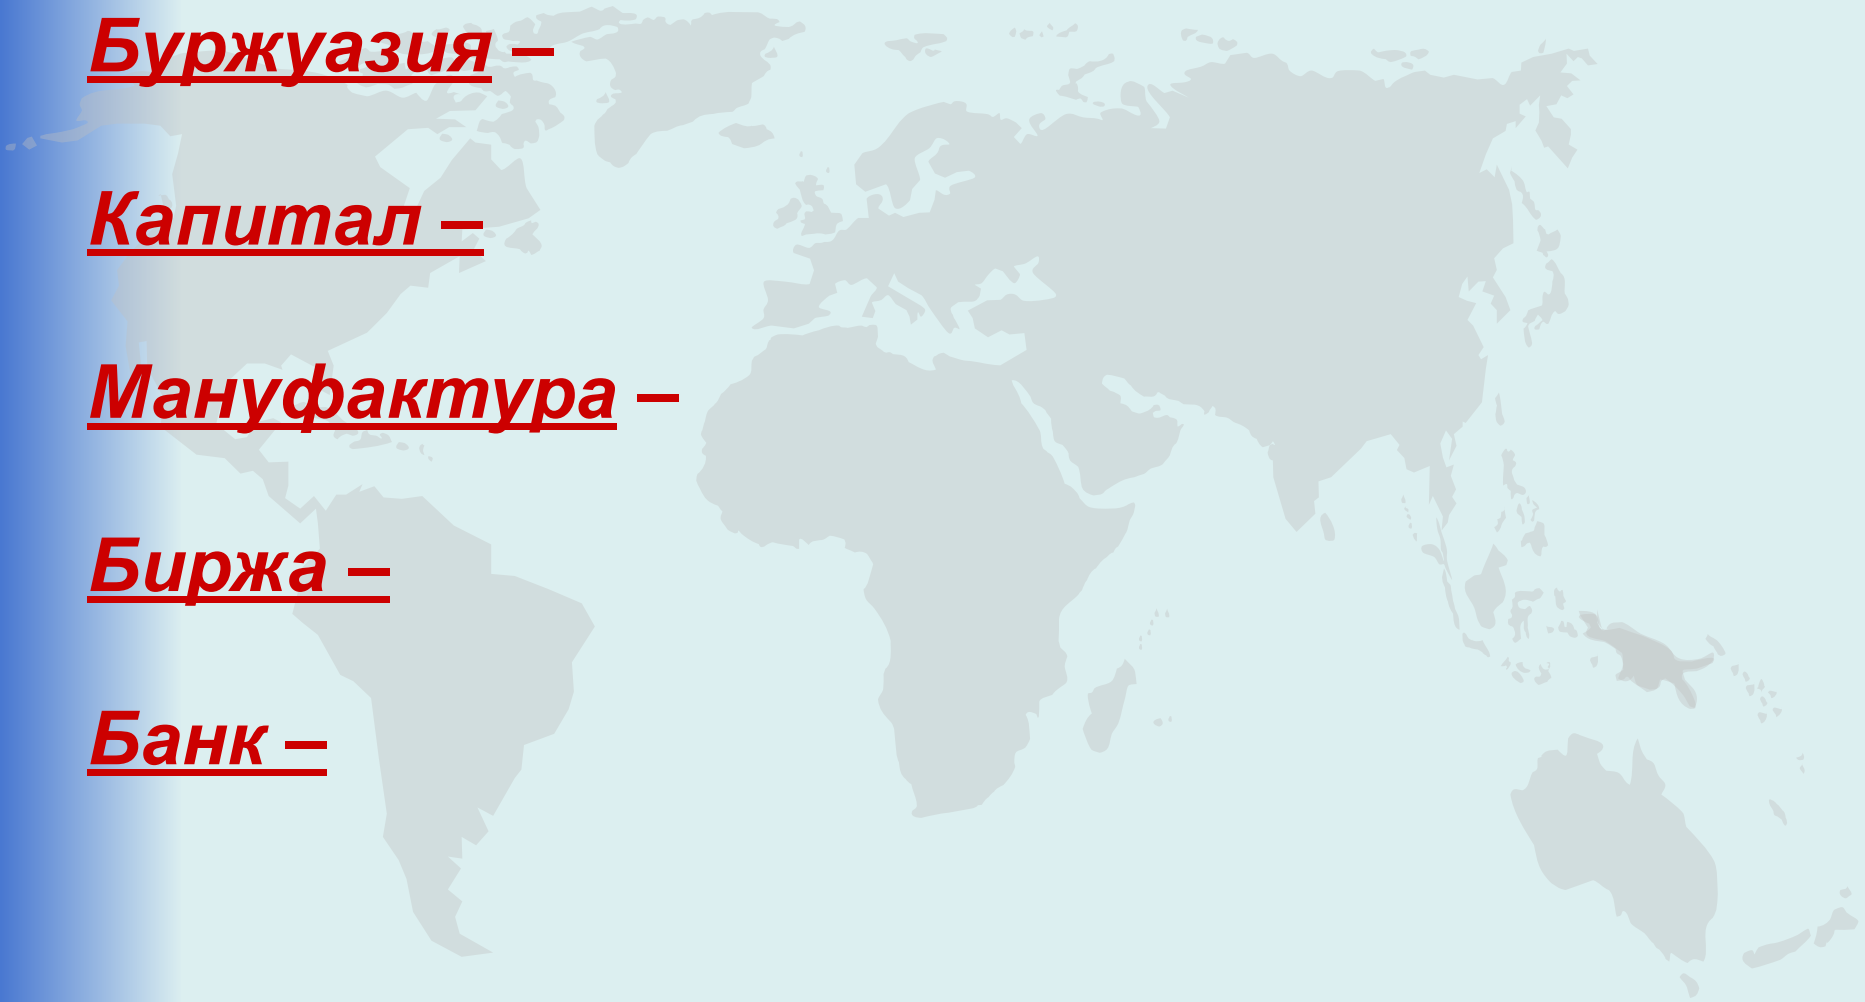 Буржуазия –
Капитал –
Мануфактура –
Биржа –
Банк –